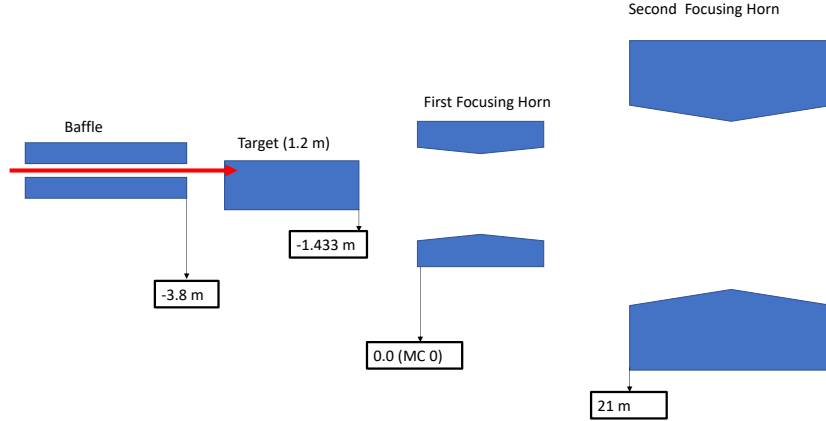 Second Focusing Horn
First Focusing Horn
Baffle
Target (1.2 m)
-1.433 m
-3.8 m
0.0 (MC 0)
21 m